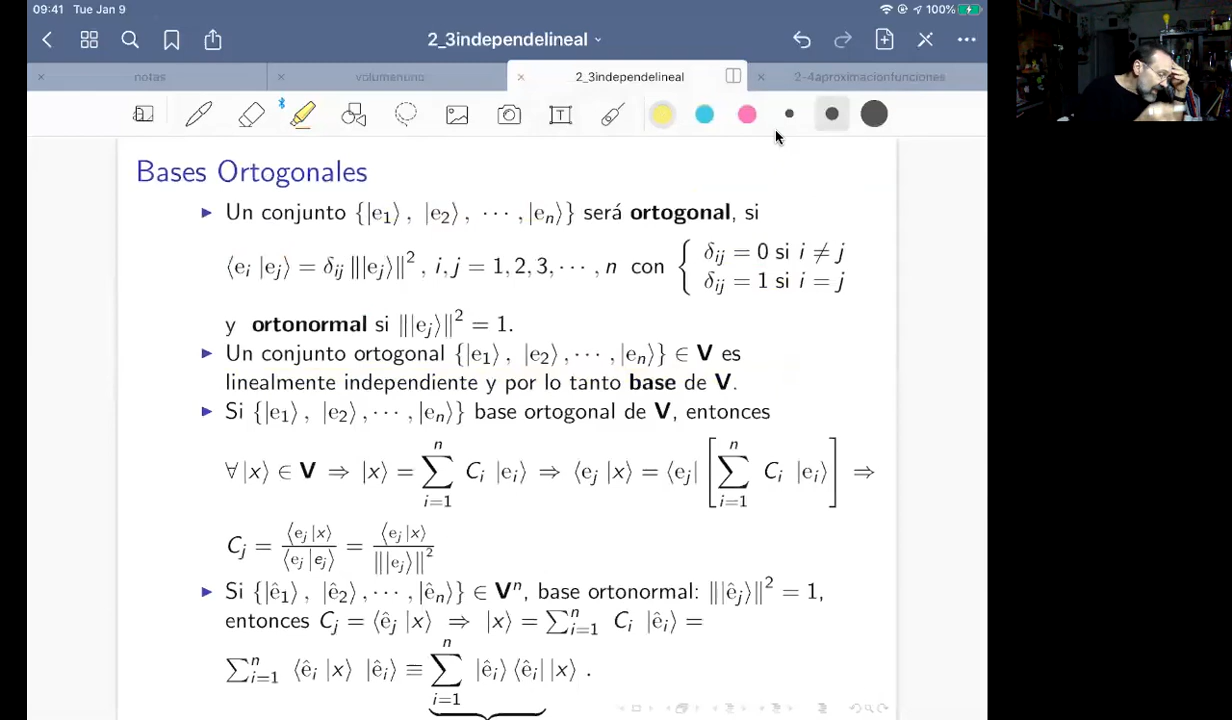 09:41 Tue Jan 9
100%
2_3independelineal
notas
volumenuno
2_3independelineal
2-4aproximacionfunciones
Bases Ortogonales
▶ Un conjunto {|e₁⟩, |e₂⟩, ⋯, |eₙ⟩} será ortogonal, si
⟨eᵢ |eⱼ⟩ = δᵢⱼ ‖|eⱼ⟩‖², i, j = 1, 2, 3, ⋯, n con { δᵢⱼ = 0 si i ≠ j
δᵢⱼ = 1 si i = j
y ortonormal si ‖|eⱼ⟩‖² = 1.
▶ Un conjunto ortogonal {|e₁⟩, |e₂⟩, ⋯, |eₙ⟩} ∈ V es
linealmente independiente y por lo tanto base de V.
▶ Si {|e₁⟩, |e₂⟩, ⋯, |eₙ⟩} base ortogonal de V, entonces
∀ |x⟩ ∈ V ⇒ |x⟩ = ∑ᵢ₌₁ⁿ Cᵢ |eᵢ⟩ ⇒ ⟨eⱼ |x⟩ = ⟨eⱼ| [∑ᵢ₌₁ⁿ Cᵢ |eᵢ⟩] ⇒
Cⱼ = ⟨eⱼ|x⟩/⟨eⱼ|eⱼ⟩ = ⟨eⱼ|x⟩/‖|eⱼ⟩‖²
▶ Si {|ê₁⟩, |ê₂⟩, ⋯, |êₙ⟩} ∈ Vⁿ, base ortonormal: ‖|êⱼ⟩‖² = 1,
entonces Cⱼ = ⟨êⱼ |x⟩ ⇒ |x⟩ = ∑ᵢ₌₁ⁿ Cᵢ |êᵢ⟩ =
∑ᵢ₌₁ⁿ ⟨êᵢ |x⟩ |êᵢ⟩ ≡ ∑ᵢ₌₁ⁿ |êᵢ⟩ ⟨êᵢ| |x⟩ .